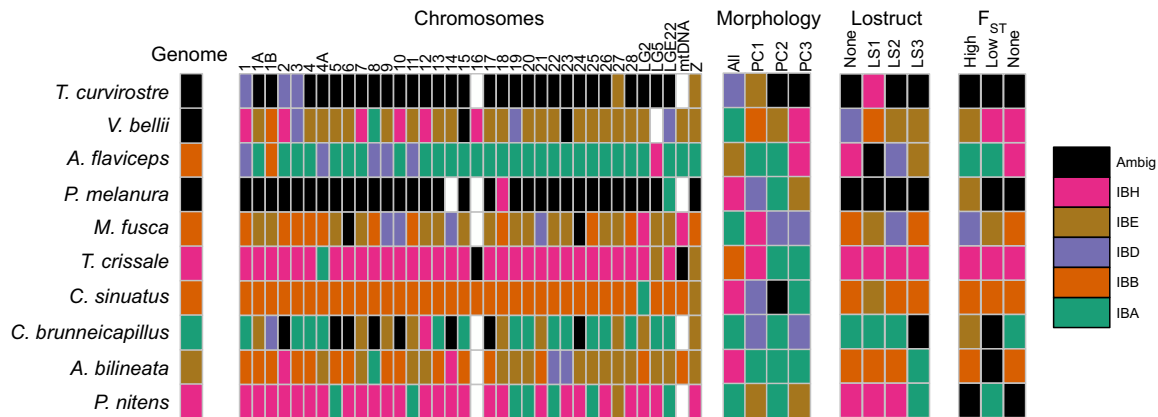 Chromosomes Morphology Lostruct F ST
Genome 1 1A 1B 2 3 4 4A 5 6 7 8 9 10 11 12 13 14 15 16 17 18 19 20 21 22 23 24 25 26 27 28 LG2 LG5 LGE22 mtDNA Z All PC1 PC2 PC3 None LS1 LS2 LS3 High Low None
T. curvirostre
V. bellii
A. flaviceps
P. melanura
M. fusca
T. crissale
C. sinuatus
C. brunneicapillus
A. bilineata
P. nitens
Ambig
IBH
IBE
IBD
IBB
IBA